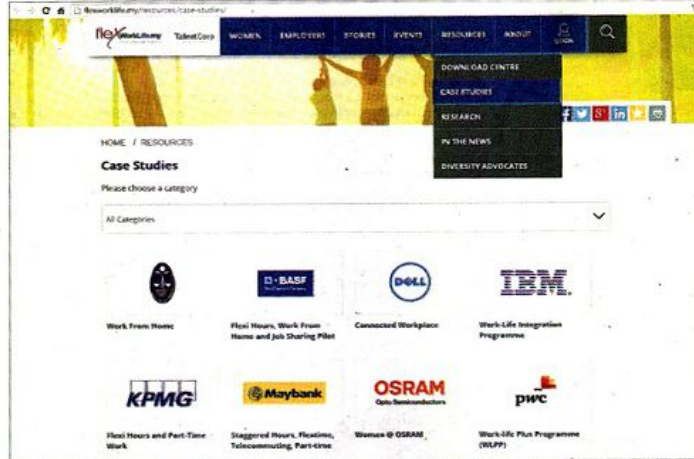 flexworklife.my/resources/case-studies/
flexWorkLife.my TalentCorp WOMEN EMPLOYERS STORIES EVENTS RESOURCES ABOUT
DOWNLOAD CENTRE
CASE STUDIES
RESEARCH
IN THE NEWS
DIVERSITY ADVOCATES
HOME / RESOURCES
Case Studies
Please choose a category
All Categories
BASF
DELL
IBM
Work From Home
Flexi Hours, Work From
Home and Job Sharing Pilot
Connected Workplace
Work-Life Integration
Programme
KPMG
Maybank
OSRAM
Opto Semiconductors
pwc
Flexi Hours and Part-Time
Work
Staggered Hours, Flextime,
Telecommuting, Part-time
Women @ OSRAM
Work-life Plus Programme
(WLPP)